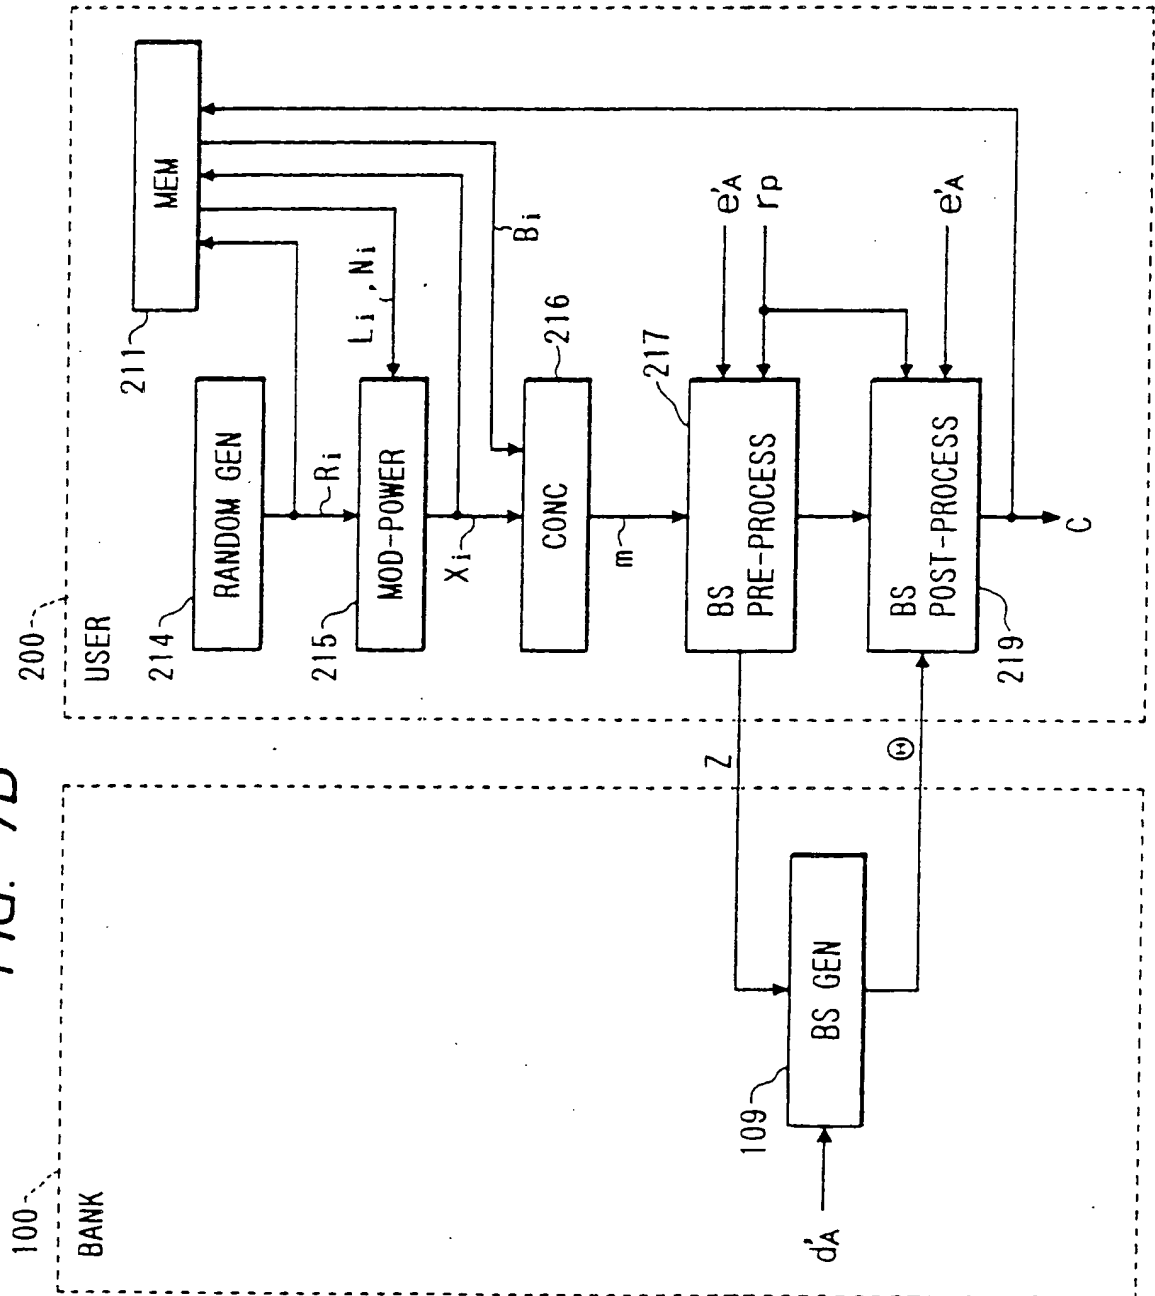 FIG. 7B
100
BANK
d'A
109
BS GEN
Z
Θ
200
USER
211
MEM
214
RANDOM GEN
Ri
215
MOD-POWER
Li ,Ni
Xi
Bi
CONC
216
m
217
BS
PRE-PROCESS
e'A
rp
BS
POST-PROCESS
219
e'A
C